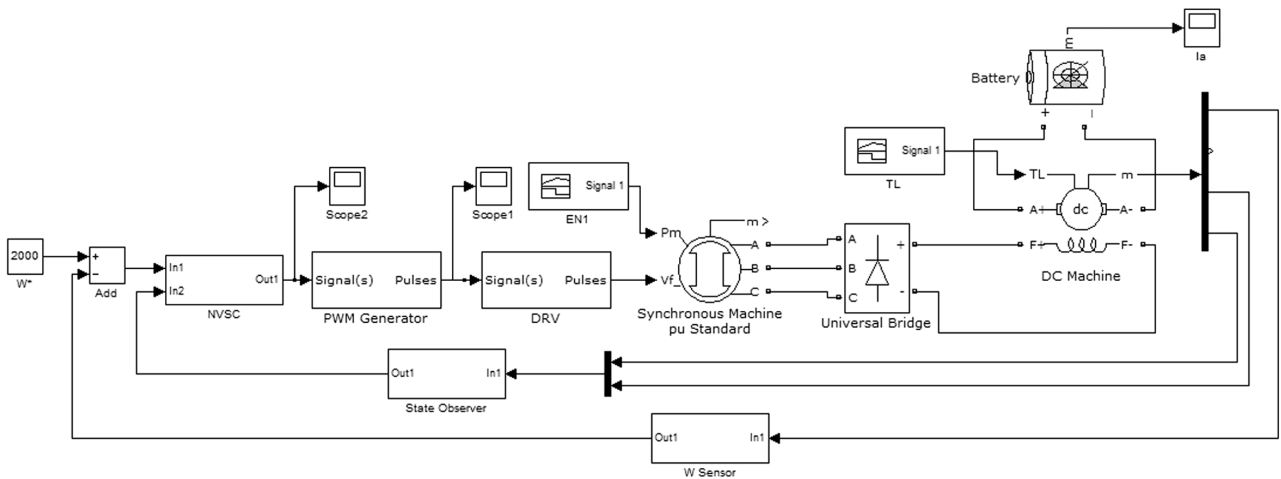 m
Ia
Battery
+
–
Signal 1
TL
TL
m
A+
dc
A-
F+
F-
DC Machine
Scope2
Scope1
Signal 1
EN1
2000
W*
+
−
Add
In1
In2
Out1
NVSC
Signal(s)
Pulses
PWM Generator
Signal(s)
Pulses
DRV
Pm
Vf_
m
A
B
C
Synchronous Machine
pu Standard
A
B
C
+
-
Universal Bridge
Out1
In1
State Observer
Out1
In1
W Sensor